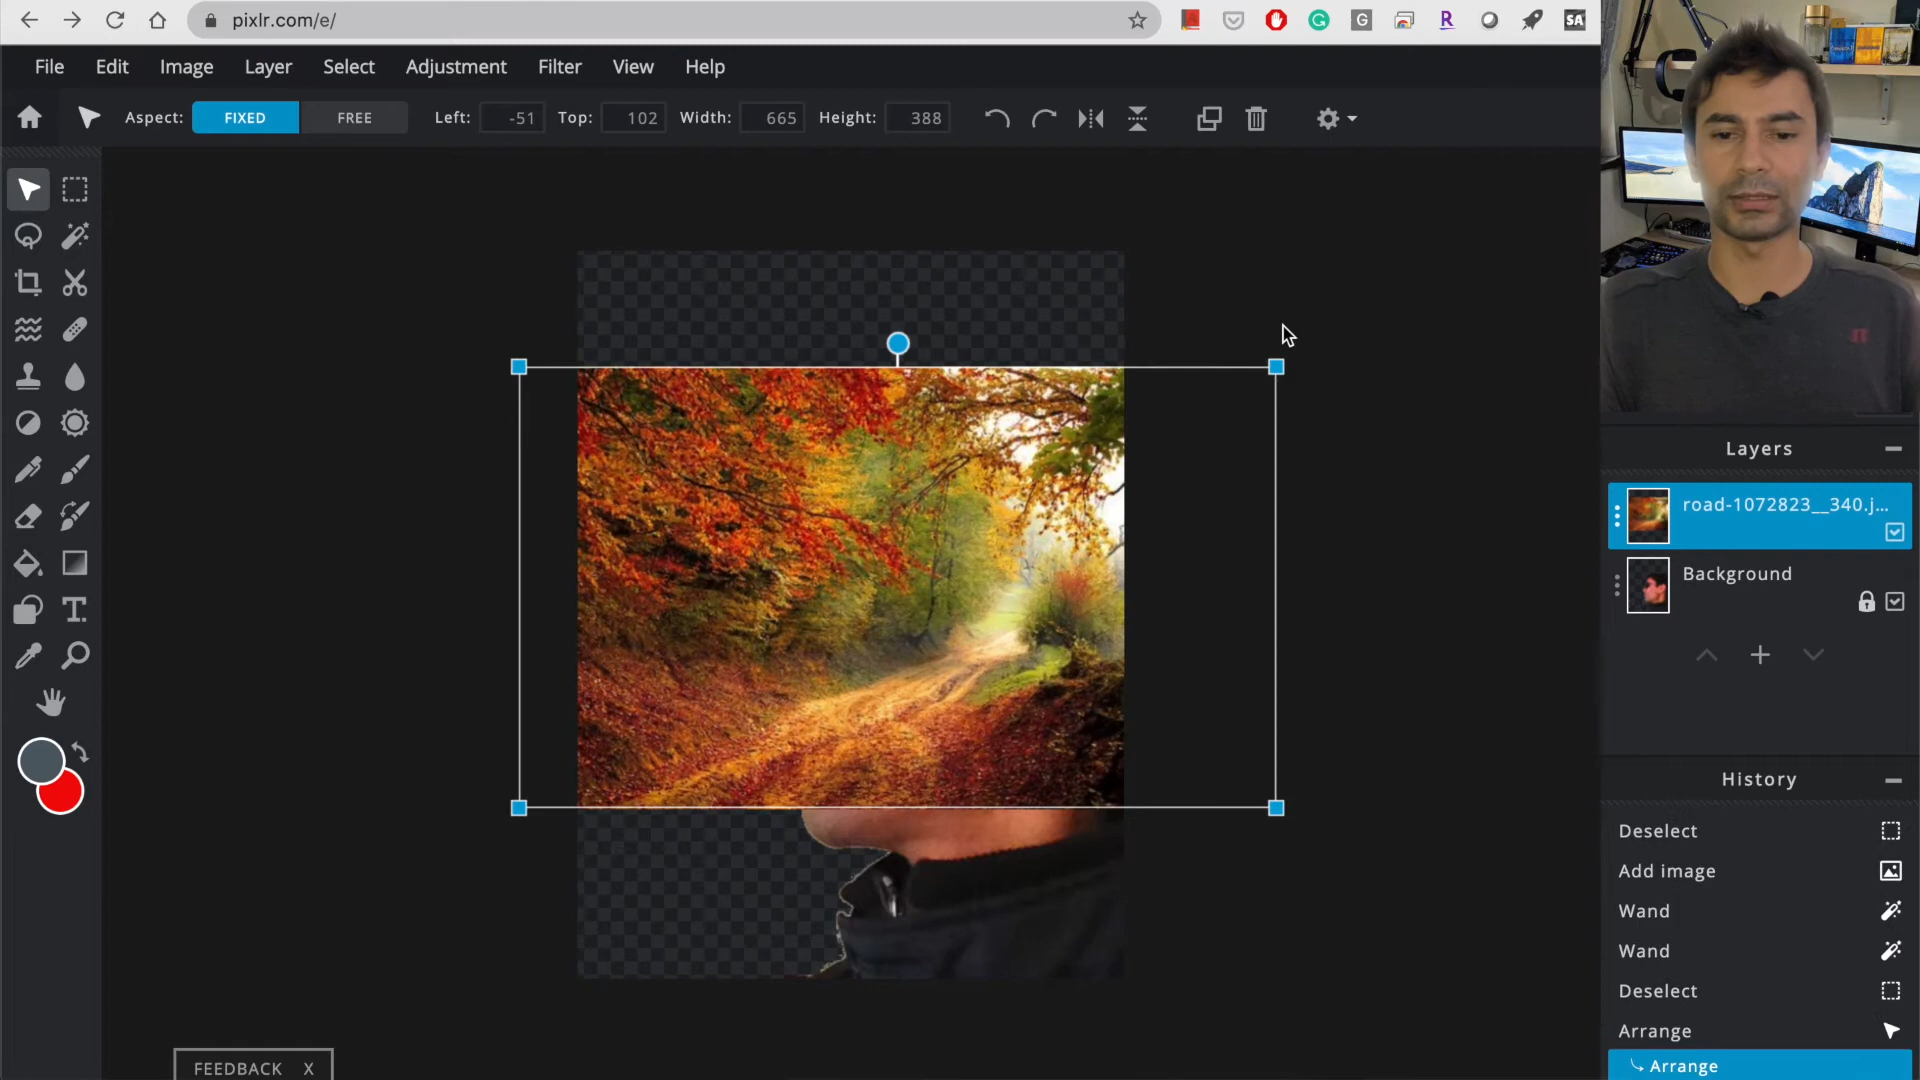 pixlr.com/e/
SA
File Edit Image Layer Select Adjustment Filter View Help
Aspect: FIXED FREE Left: -51 Top: 102 Width: 665 Height: 388
Layers
road-1072823__340.j...
Background
History
Deselect
Add image
Wand
Wand
Deselect
Arrange
Arrange
FEEDBACK X